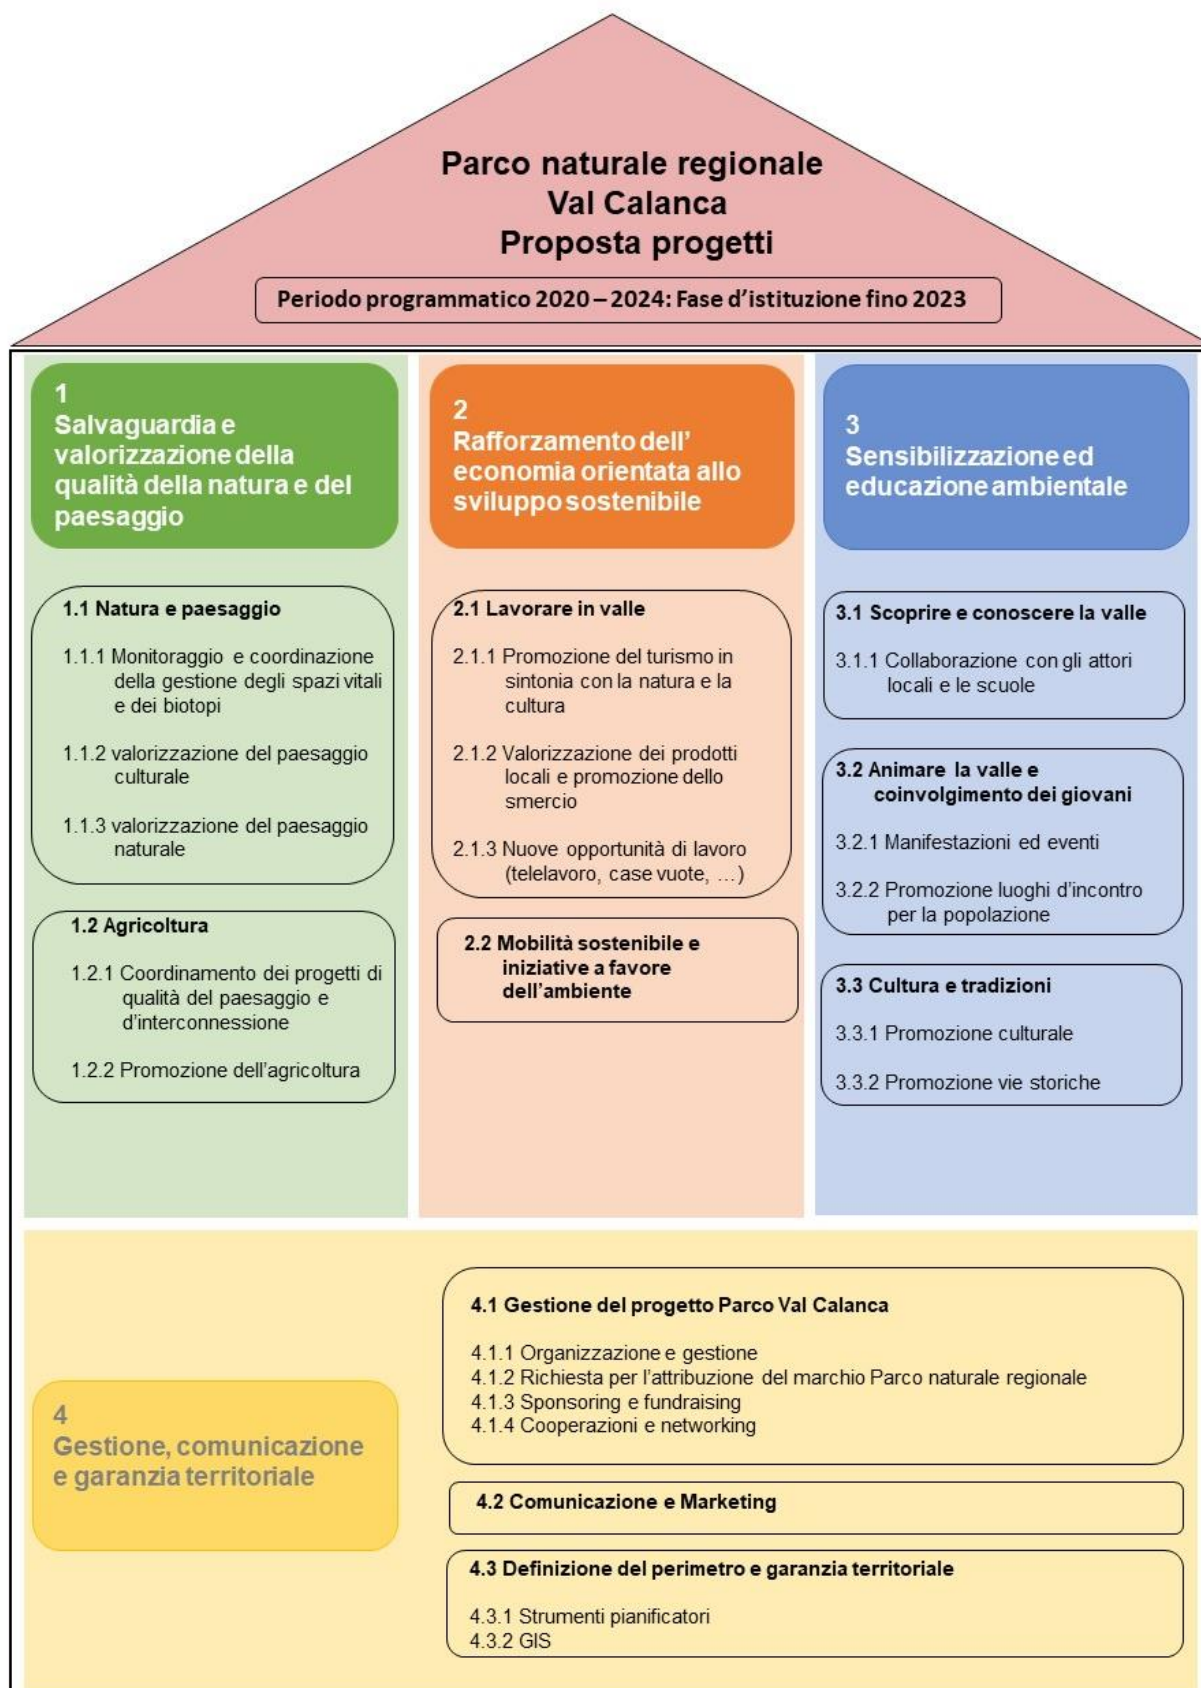 Parco naturale regionale
Val Calanca
Proposta progetti
Periodo programmatico 2020 – 2024: Fase d’istituzione fino 2023
1
Salvaguardia e
valorizzazione della
qualità della natura e del
paesaggio
1.1 Natura e paesaggio
1.1.1 Monitoraggio e coordinazione
della gestione degli spazi vitali
e dei biotopi
1.1.2 valorizzazione del paesaggio
culturale
1.1.3 valorizzazione del paesaggio
naturale
1.2 Agricoltura
1.2.1 Coordinamento dei progetti di
qualità del paesaggio e
d’interconnessione
1.2.2 Promozione dell’agricoltura
2
Rafforzamento dell’
economia orientata allo
sviluppo sostenibile
2.1 Lavorare in valle
2.1.1 Promozione del turismo in
sintonia con la natura e la
cultura
2.1.2 Valorizzazione dei prodotti
locali e promozione dello
smercio
2.1.3 Nuove opportunità di lavoro
(telelavoro, case vuote, …)
2.2 Mobilità sostenibile e
iniziative a favore
dell’ambiente
3
Sensibilizzazione ed
educazione ambientale
3.1 Scoprire e conoscere la valle
3.1.1 Collaborazione con gli attori
locali e le scuole
3.2 Animare la valle e
coinvolgimento dei giovani
3.2.1 Manifestazioni ed eventi
3.2.2 Promozione luoghi d’incontro
per la popolazione
3.3 Cultura e tradizioni
3.3.1 Promozione culturale
3.3.2 Promozione vie storiche
4
Gestione, comunicazione
e garanzia territoriale
4.1 Gestione del progetto Parco Val Calanca
4.1.1 Organizzazione e gestione
4.1.2 Richiesta per l’attribuzione del marchio Parco naturale regionale
4.1.3 Sponsoring e fundraising
4.1.4 Cooperazioni e networking
4.2 Comunicazione e Marketing
4.3 Definizione del perimetro e garanzia territoriale
4.3.1 Strumenti pianificatori
4.3.2 GIS